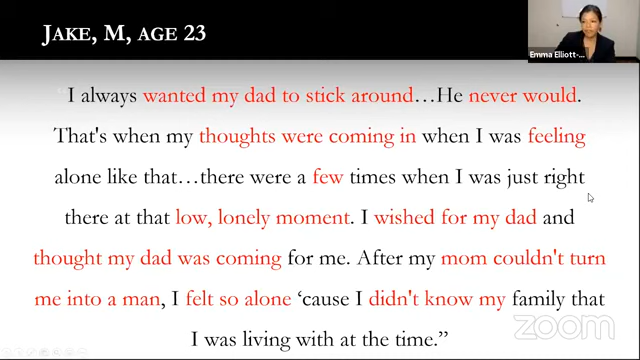 JAKE, M, AGE 23
Emma Elliott-...
“I always wanted my dad to stick around…He never would.
That's when my thoughts were coming in when I was feeling
alone like that…there were a few times when I was just right
there at that low, lonely moment. I wished for my dad and
thought my dad was coming for me. After my mom couldn't turn
me into a man, I felt so alone ‘cause I didn't know my family that
I was living with at the time.”
zoom